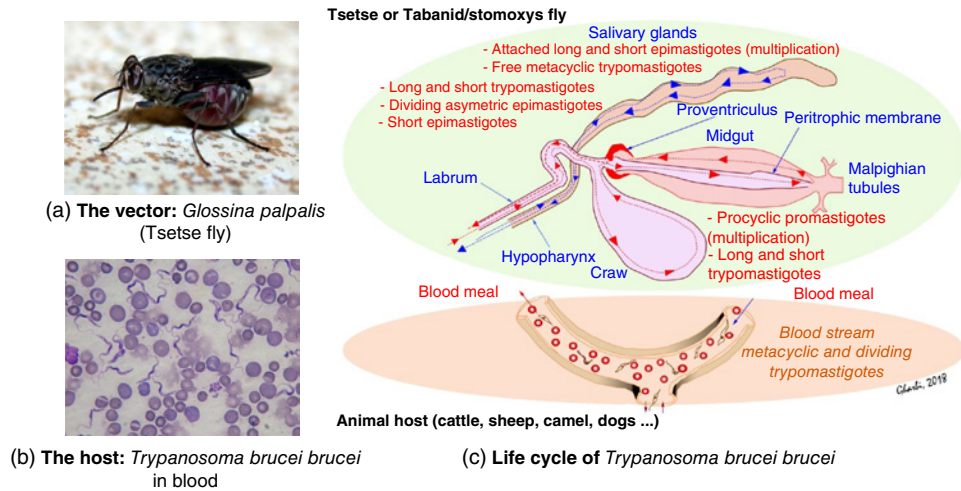 Tsetse or Tabanid/stomoxys fly
Salivary glands
- Attached long and short epimastigotes (multiplication)
- Free metacyclic trypomastigotes
- Long and short trypomastigotes
- Dividing asymetric epimastigotes
- Short epimastigotes
Proventriculus
Midgut
Peritrophic membrane
Malpighian
tubules
Labrum
- Procyclic promastigotes
(multiplication)
- Long and short
trypomastigotes
Hypopharynx
Craw
(a) The vector: Glossina palpalis
(Tsetse fly)
Blood meal
Blood meal
Blood stream
metacyclic and dividing
trypomastigotes
Gharbi, 2018
Animal host (cattle, sheep, camel, dogs ...)
(b) The host: Trypanosoma brucei brucei
in blood
(c) Life cycle of Trypanosoma brucei brucei